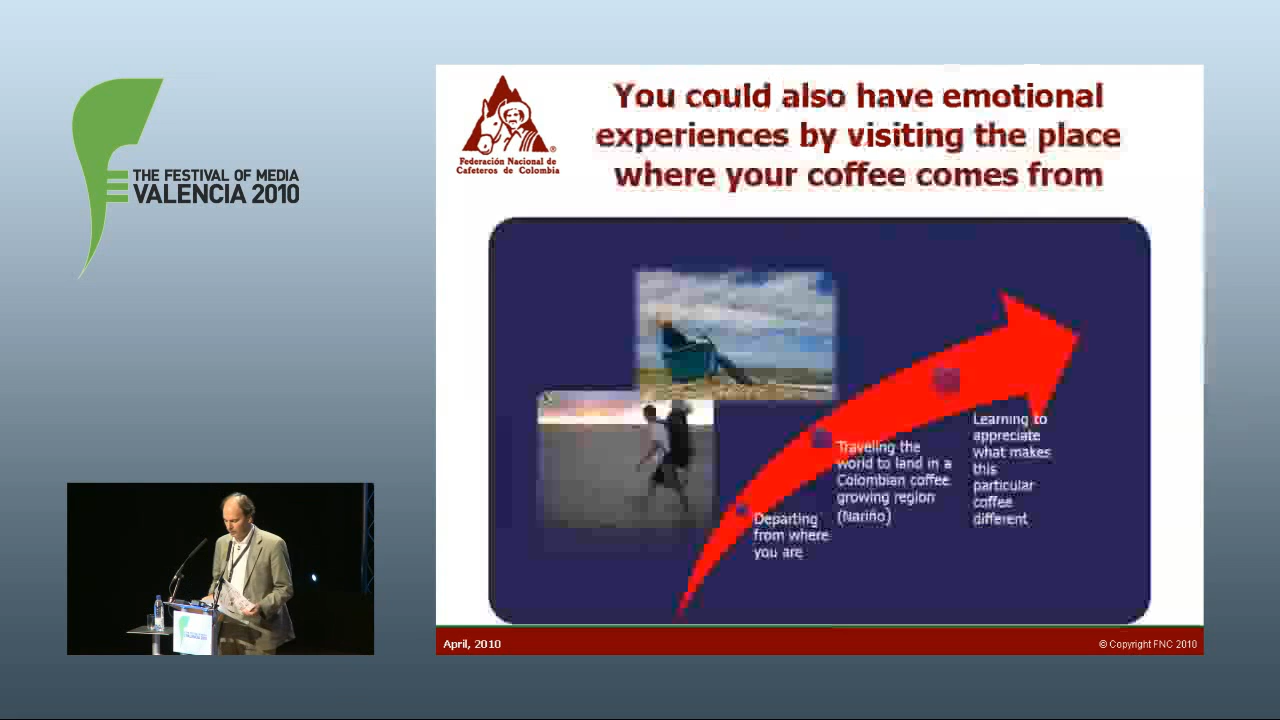 THE FESTIVAL OF MEDIA
VALENCIA 2010
Federación Nacional de
Cafeteros de Colombia
You could also have emotional
experiences by visiting the place
where your coffee comes from
Departing
from where
you are
Traveling the
world to land in a
Colombian coffee
growing region
(Nariño)
Learning to
appreciate
what makes
this
particular
coffee
different
April, 2010
© Copyright FNC 2010